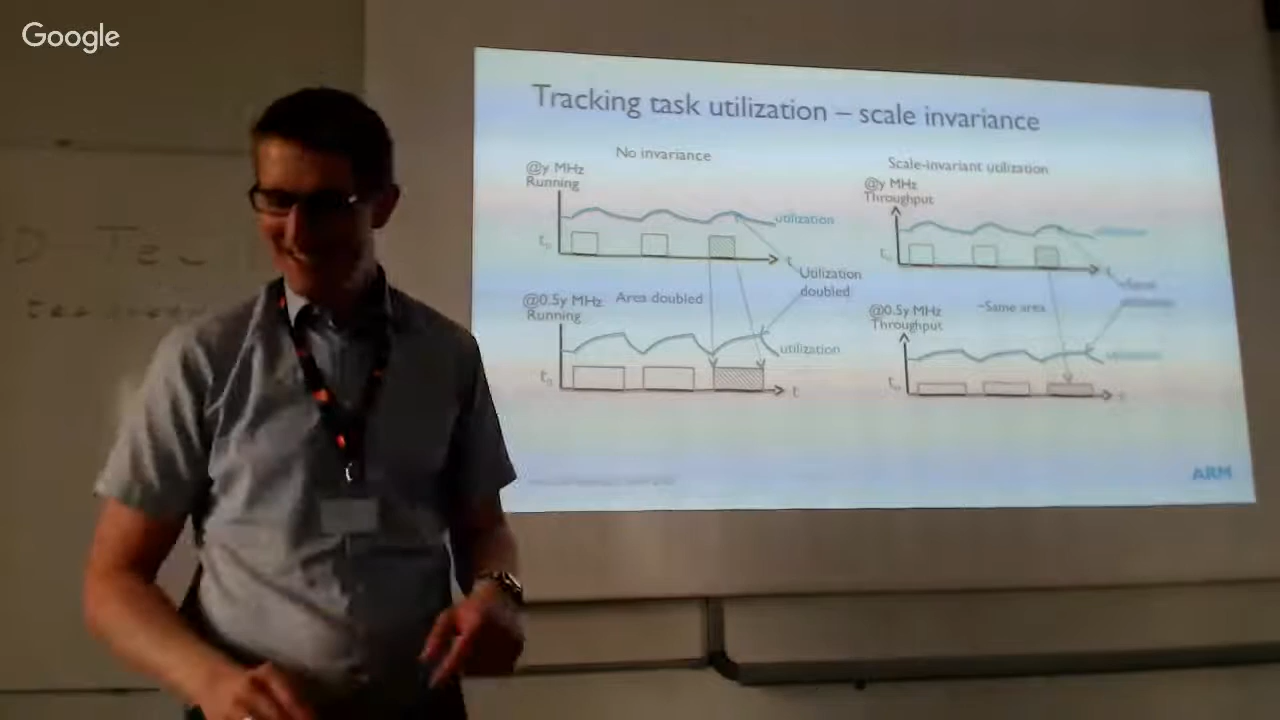 Google
Tracking task utilization – scale invariance
No invariance
@y MHz
Running
utilization
t
Utilization
doubled
@0.5y MHz
Running
Area doubled
utilization
t
Scale-invariant utilization
@y MHz
Throughput
t
~Same
@0.5y MHz
Throughput
~Same area
ARM